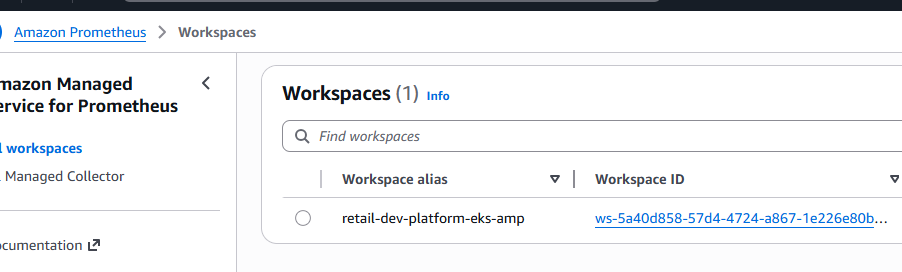 Amazon Prometheus > Workspaces
mazon Managed
ervice for Prometheus
l workspaces
Managed Collector
ocumentation
Workspaces (1) Info
Find workspaces
Workspace alias
Workspace ID
retail-dev-platform-eks-amp
ws-5a40d858-57d4-4724-a867-1e226e80b...